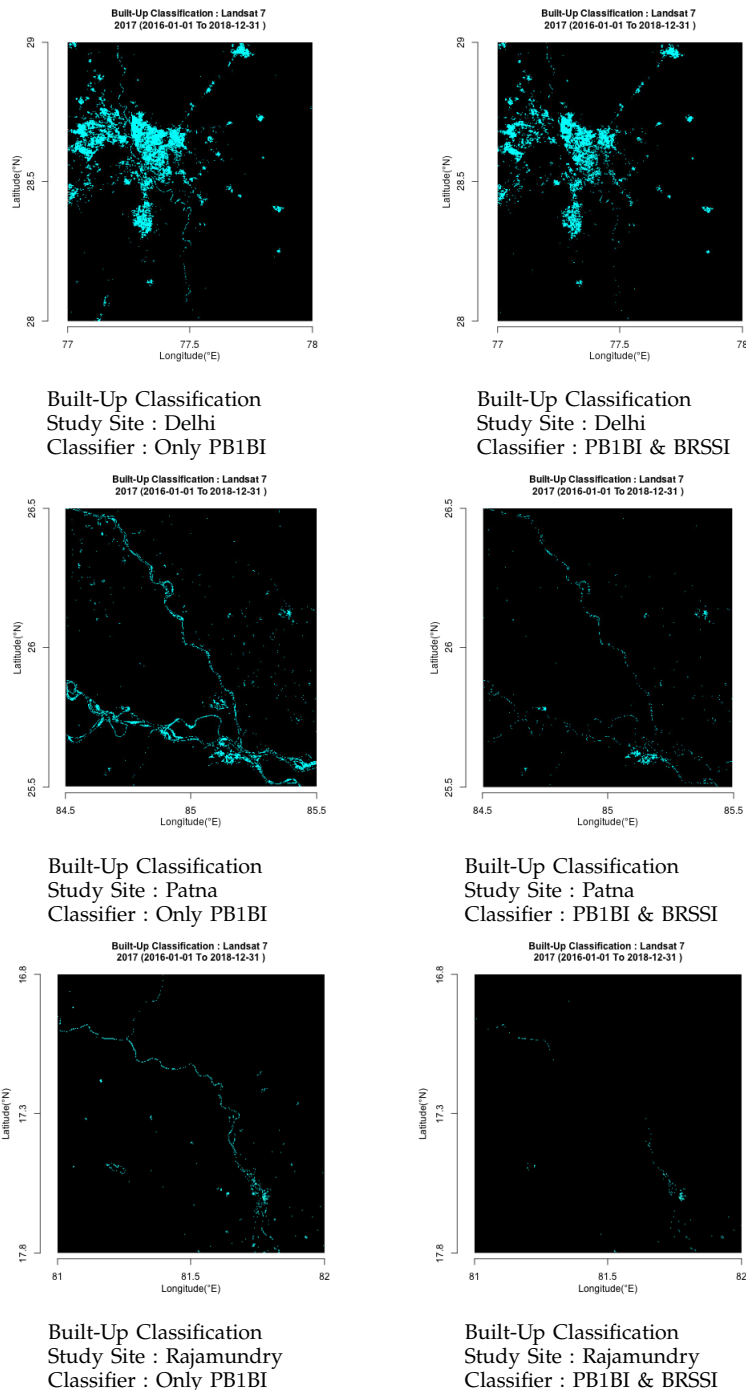 Built-Up Classification : Landsat 7
2017 (2016-01-01 To 2018-12-31 )
29
28.5
28
Latitude(°N)
77
77.5
78
Longitude(°E)
Built-Up Classification
Study Site : Delhi
Classifier : Only PB1BI
Built-Up Classification : Landsat 7
2017 (2016-01-01 To 2018-12-31 )
29
28.5
28
Latitude(°N)
77
77.5
78
Longitude(°E)
Built-Up Classification
Study Site : Delhi
Classifier : PB1BI & BRSSI
Built-Up Classification : Landsat 7
2017 (2016-01-01 To 2018-12-31 )
26.5
26
25.5
Latitude(°N)
84.5
85
85.5
Longitude(°E)
Built-Up Classification
Study Site : Patna
Classifier : Only PB1BI
Built-Up Classification : Landsat 7
2017 (2016-01-01 To 2018-12-31 )
26.5
26
25.5
Latitude(°N)
84.5
85
85.5
Longitude(°E)
Built-Up Classification
Study Site : Patna
Classifier : PB1BI & BRSSI
Built-Up Classification : Landsat 7
2017 (2016-01-01 To 2018-12-31 )
16.8
17.3
17.8
Latitude(°N)
81
81.5
82
Longitude(°E)
Built-Up Classification
Study Site : Rajamundry
Classifier : Only PB1BI
Built-Up Classification : Landsat 7
2017 (2016-01-01 To 2018-12-31 )
16.8
17.3
17.8
Latitude(°N)
81
81.5
82
Longitude(°E)
Built-Up Classification
Study Site : Rajamundry
Classifier : PB1BI & BRSSI